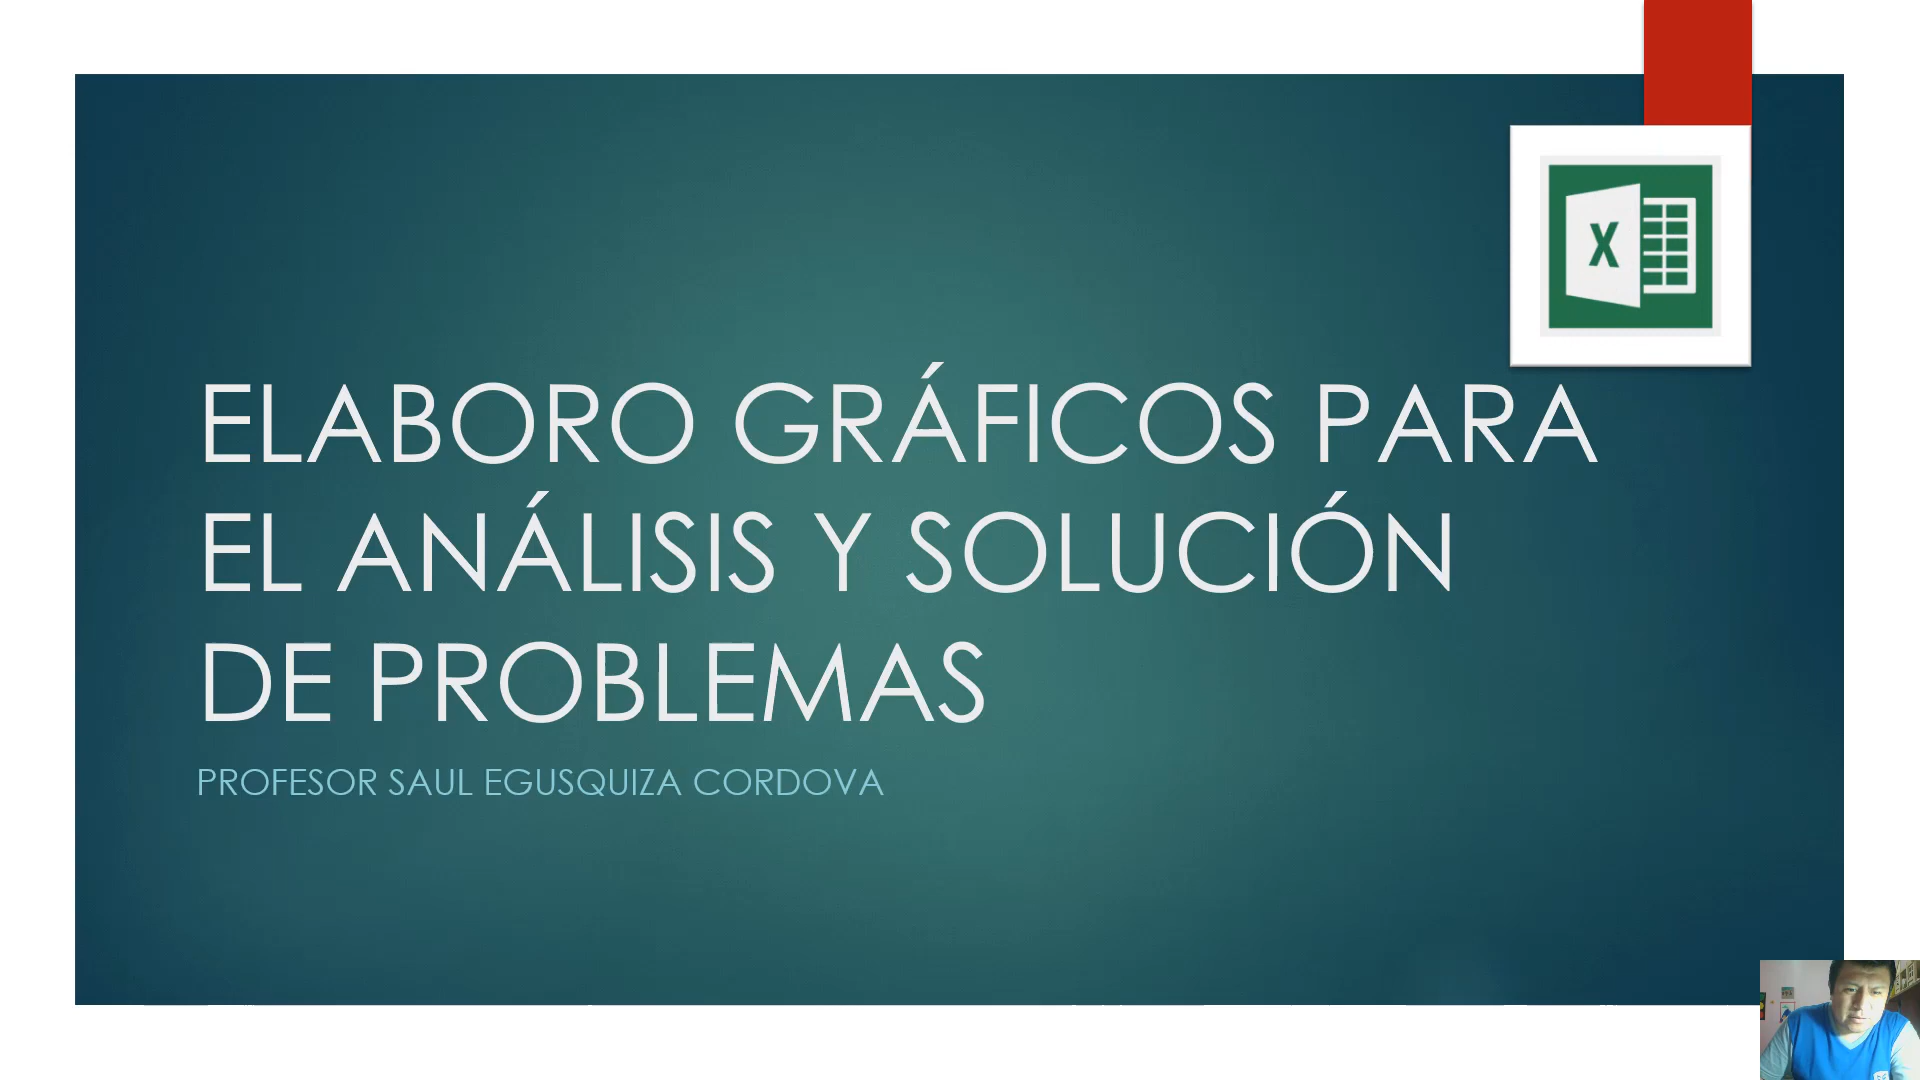 X
ELABORO GRÁFICOS PARA
EL ANÁLISIS Y SOLUCIÓN
DE PROBLEMAS
PROFESOR SAUL EGUSQUIZA CORDOVA